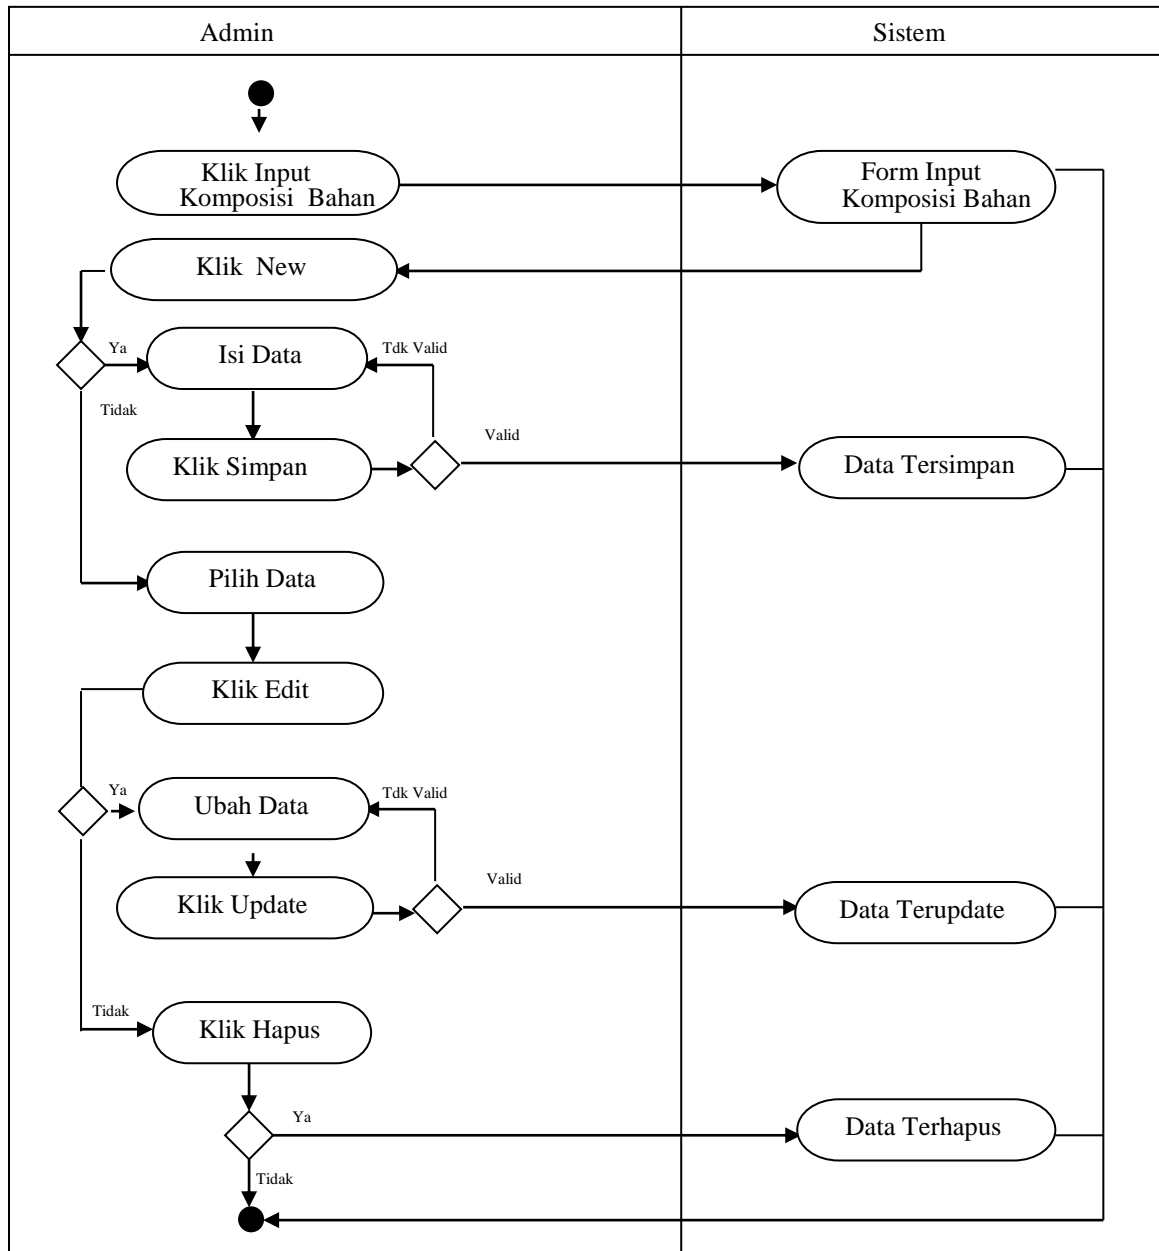 Admin
Sistem
Klik Input
Komposisi Bahan
Form Input
Komposisi Bahan
Klik New
Ya
Isi Data
Tdk Valid
Tidak
Klik Simpan
Valid
Data Tersimpan
Pilih Data
Klik Edit
Ya
Ubah Data
Tdk Valid
Klik Update
Valid
Data Terupdate
Tidak
Klik Hapus
Ya
Data Terhapus
Tidak